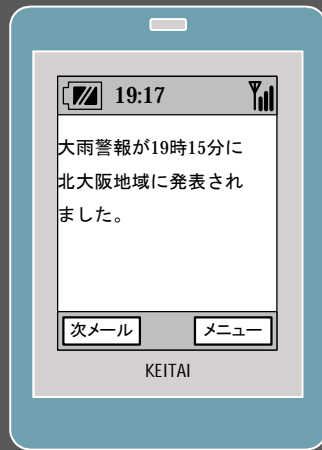 19:17
大雨警報が19時15分に
北大阪地域に発表され
ました。
次メール メニュー
KEITAI